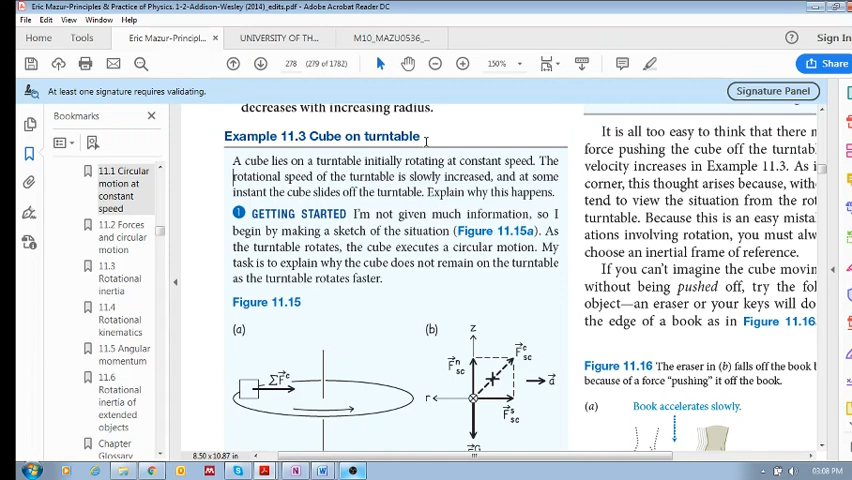 Eric Mazur-Principles & Practice of Physics. 1-2-Addison-Wesley (2014)_edits.pdf - Adobe Acrobat Reader DC
File Edit View Window Help
Home Tools Eric Mazur-Principl... × UNIVERSITY OF TH... M10_MAZU0536_... Sign In
278 (279 of 1782) 150% Share
At least one signature requires validating. Signature Panel
Bookmarks
11.1 Circular
motion at
constant
speed
11.2 Forces
and circular
motion
11.3
Rotational
inertia
11.4
Rotational
kinematics
11.5 Angular
momentum
11.6
Rotational
inertia of
extended
objects
Chapter
Glossary
decreases with increasing radius.
Example 11.3 Cube on turntable
A cube lies on a turntable initially rotating at constant speed. The
rotational speed of the turntable is slowly increased, and at some
instant the cube slides off the turntable. Explain why this happens.
1 GETTING STARTED I'm not given much information, so I
begin by making a sketch of the situation (Figure 11.15a). As
the turntable rotates, the cube executes a circular motion. My
task is to explain why the cube does not remain on the turntable
as the turntable rotates faster.
Figure 11.15
(a) (b) z
ΣF⃗ᶜ
F⃗ⁿsc F⃗ᶜsc
a⃗
r
F⃗ˢsc
8.50 x 10.87 in
It is all too easy to think that there
force pushing the cube off the turntab
velocity increases in Example 11.3. As
corner, this thought arises because, with
tend to view the situation from the ro
turntable. Because this is an easy mista
ations involving rotation, you must alw
choose an inertial frame of reference.
If you can't imagine the cube movin
without being pushed off, try the fol
object—an eraser or your keys will do
the edge of a book as in Figure 11.16
Figure 11.16 The eraser in (b) falls off the book
because of a force "pushing" it off the book.
(a) Book accelerates slowly.
03:08 PM